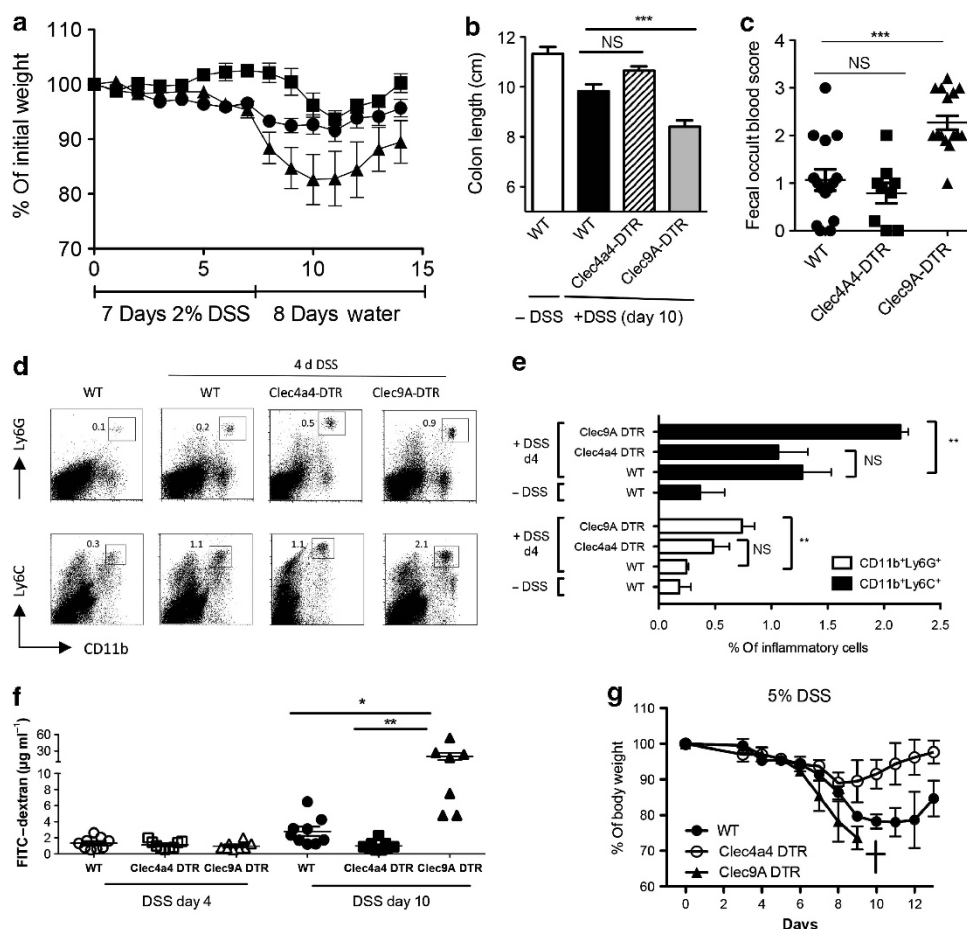 a
% Of initial weight
110
100
90
80
70
0 5 10 15
7 Days 2% DSS 8 Days water
b
Colon length (cm)
12
10
8
6
***
NS
WT
WT
Clec4a4-DTR
Clec9A-DTR
– DSS +DSS (day 10)
c
Fecal occult blood score
4
3
2
1
0
***
NS
WT
Clec4A4-DTR
Clec9A-DTR
d
4 d DSS
WT WT Clec4a4-DTR Clec9A-DTR
Ly6G
0.1 0.2 0.5 0.9
Ly6C
0.3 1.1 1.1 2.1
CD11b
e
+ DSS d4
Clec9A DTR
Clec4a4 DTR
WT
– DSS
WT
NS
**
+ DSS d4
Clec9A DTR
Clec4a4 DTR
WT
– DSS
WT
NS
**
CD11b+Ly6G+
CD11b+Ly6C+
0.0 0.5 1.0 1.5 2.0 2.5
% Of inflammatory cells
f
FITC–dextran (µg ml–1)
60
30
10
8
6
4
2
0
*
**
WT Clec4a4 DTR Clec9A DTR WT Clec4a4 DTR Clec9A DTR
DSS day 4 DSS day 10
g
5% DSS
% Of body weight
110
100
90
80
70
60
WT
Clec4a4 DTR
Clec9A DTR
0 2 4 6 8 10 12
Days